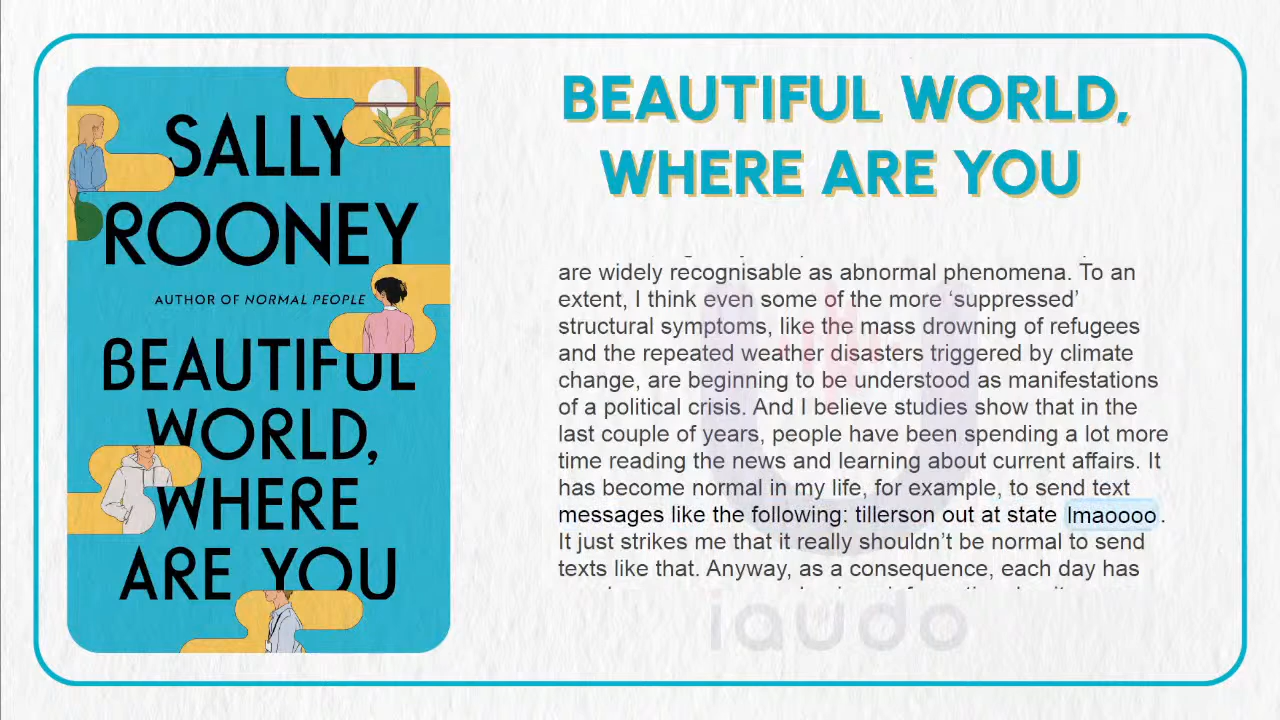 SALLY
ROONEY
AUTHOR OF NORMAL PEOPLE
BEAUTIFUL
WORLD,
WHERE
ARE YOU
BEAUTIFUL WORLD,
WHERE ARE YOU
are widely recognisable as abnormal phenomena. To an
extent, I think even some of the more ‘suppressed’
structural symptoms, like the mass drowning of refugees
and the repeated weather disasters triggered by climate
change, are beginning to be understood as manifestations
of a political crisis. And I believe studies show that in the
last couple of years, people have been spending a lot more
time reading the news and learning about current affairs. It
has become normal in my life, for example, to send text
messages like the following: tillerson out at state lmaoooo.
It just strikes me that it really shouldn’t be normal to send
texts like that. Anyway, as a consequence, each day has
iaudo